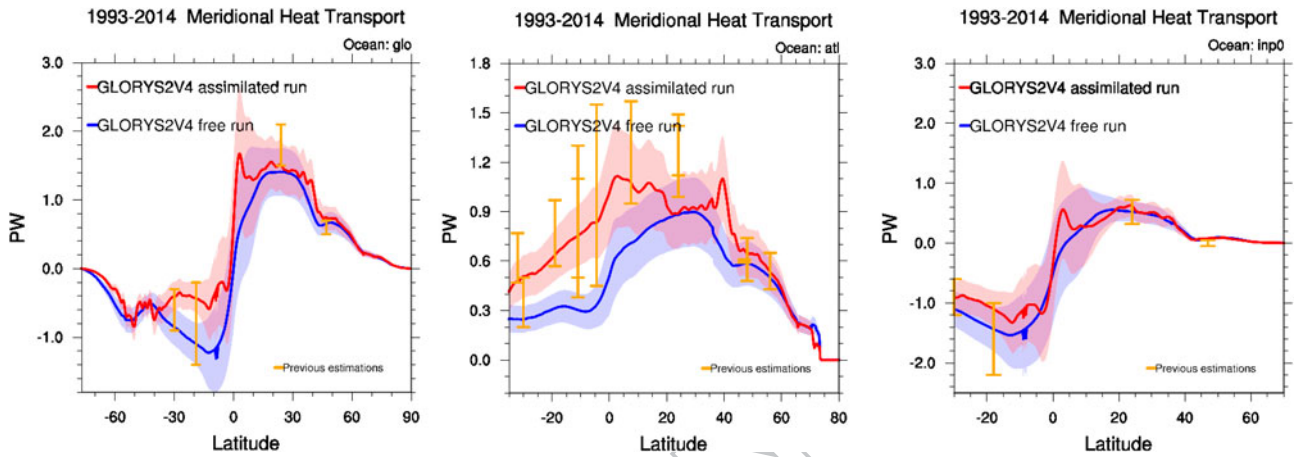 1993-2014 Meridional Heat Transport
Ocean: glo
3.0
2.0
1.0
0.0
-1.0
PW
GLORYS2V4 assimilated run
GLORYS2V4 free run
Previous estimations
-60 -30 0 30 60 90
Latitude
1993-2014 Meridional Heat Transport
Ocean: atl
1.8
1.5
1.2
0.9
0.6
0.3
0.0
PW
GLORYS2V4 assimilated run
GLORYS2V4 free run
Previous estimations
-20 0 20 40 60 80
Latitude
1993-2014 Meridional Heat Transport
Ocean: inp0
3.0
2.0
1.0
0.0
-1.0
-2.0
PW
GLORYS2V4 assimilated run
GLORYS2V4 free run
Previous estimations
-20 0 20 40 60
Latitude